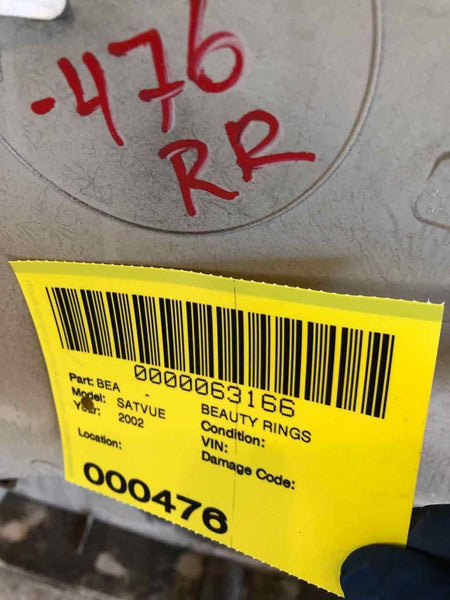 -476
RR
0000063166
Part: BEA -
BEAUTY RINGS
Model: SATVUE
Condition:
Year: 2002
VIN:
Location:
Damage Code:
000476